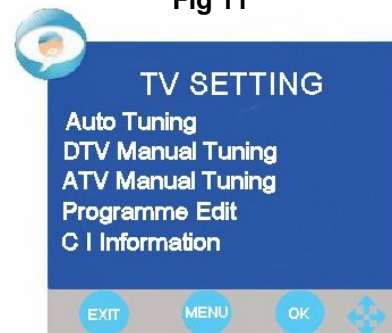 Fig 11
TV SETTING
Auto Tuning
DTV Manual Tuning
ATV Manual Tuning
Programme Edit
C I Information
EXIT MENU OK